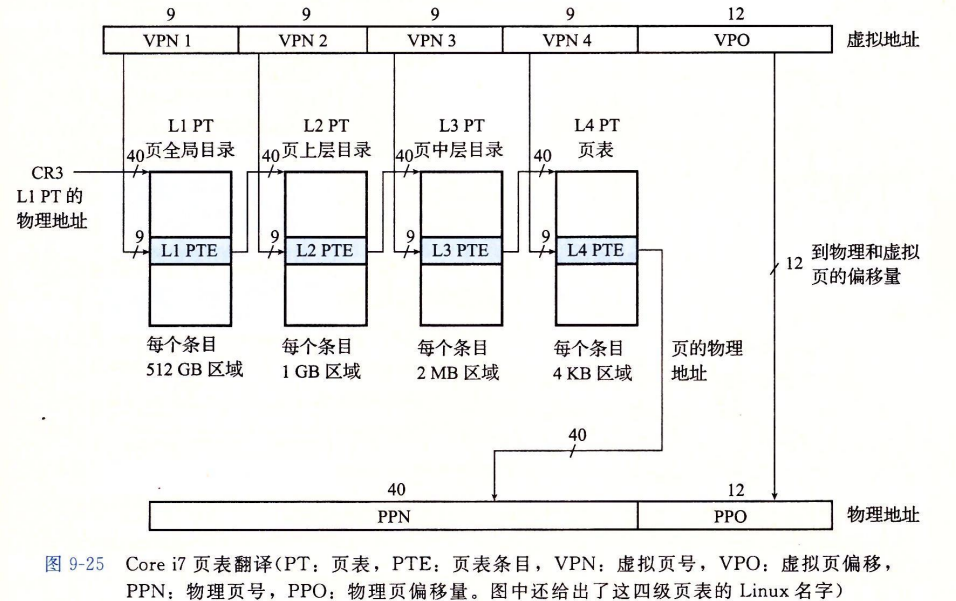 9 9 9 9 12
VPN 1 VPN 2 VPN 3 VPN 4 VPO 虚拟地址
L1 PT
页全局目录
L2 PT
页上层目录
L3 PT
页中层目录
L4 PT
页表
40 40 40 40
CR3
L1 PT 的
物理地址
9 9 9 9
L1 PTE L2 PTE L3 PTE L4 PTE
12 到物理和虚拟
页的偏移量
每个条目
512 GB 区域
每个条目
1 GB 区域
每个条目
2 MB 区域
每个条目
4 KB 区域
页的物理
地址
40
40 12
PPN PPO 物理地址
图 9-25 Core i7 页表翻译(PT：页表，PTE：页表条目，VPN：虚拟页号，VPO：虚拟页偏移，
PPN：物理页号，PPO：物理页偏移量。图中还给出了这四级页表的 Linux 名字)